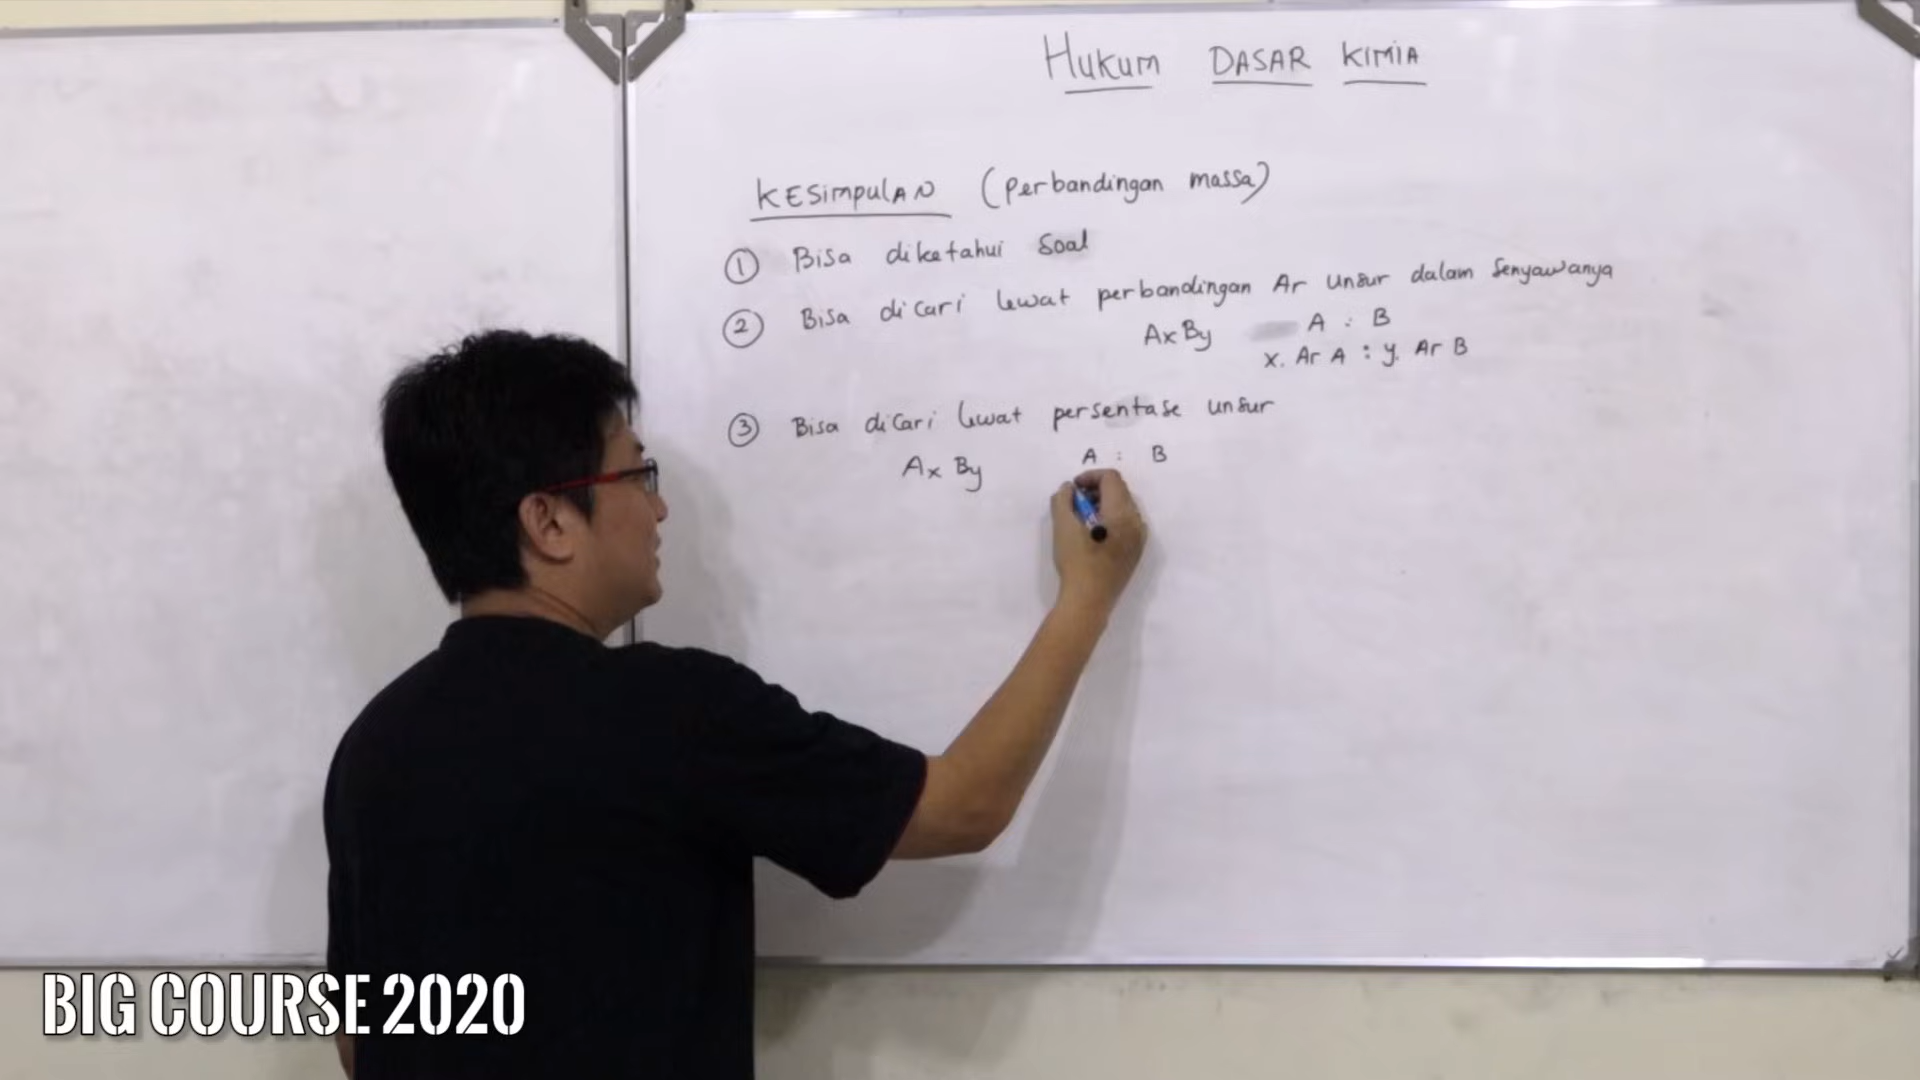 HUKUM DASAR KIMIA
KESimpulAN (perbandingan massa)
① Bisa diketahui Soal
② Bisa dicari lewat perbandingan Ar unsur dalam Senyawanya
AxBy A : B
x. Ar A : y. Ar B
③ Bisa dicari lewat persentase unsur
Ax By A : B
BIG COURSE 2020